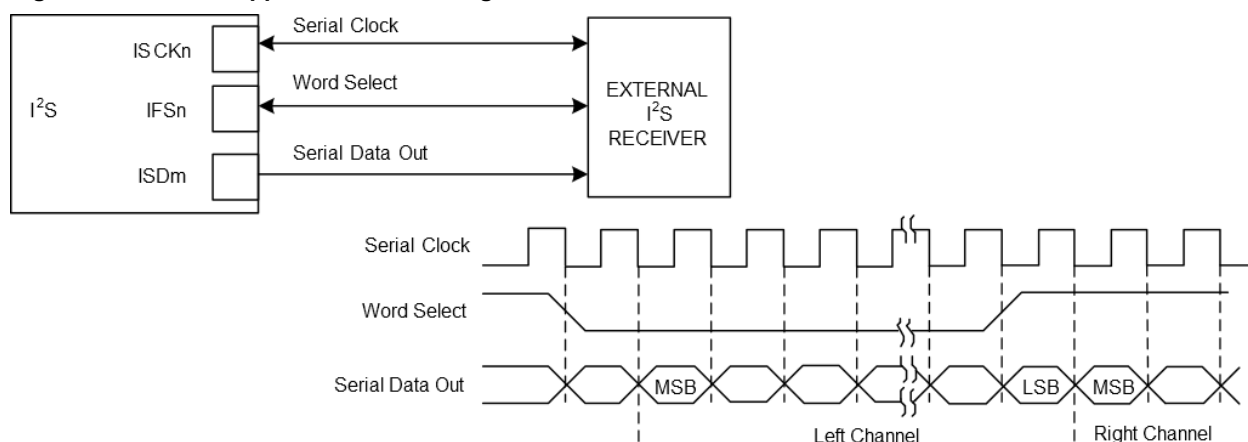 Serial Clock
ISCKn
Word Select
I²S
IFSn
EXTERNAL
I²S
RECEIVER
Serial Data Out
ISDm
Serial Clock
Word Select
Serial Data Out
MSB
LSB
MSB
Left Channel
Right Channel